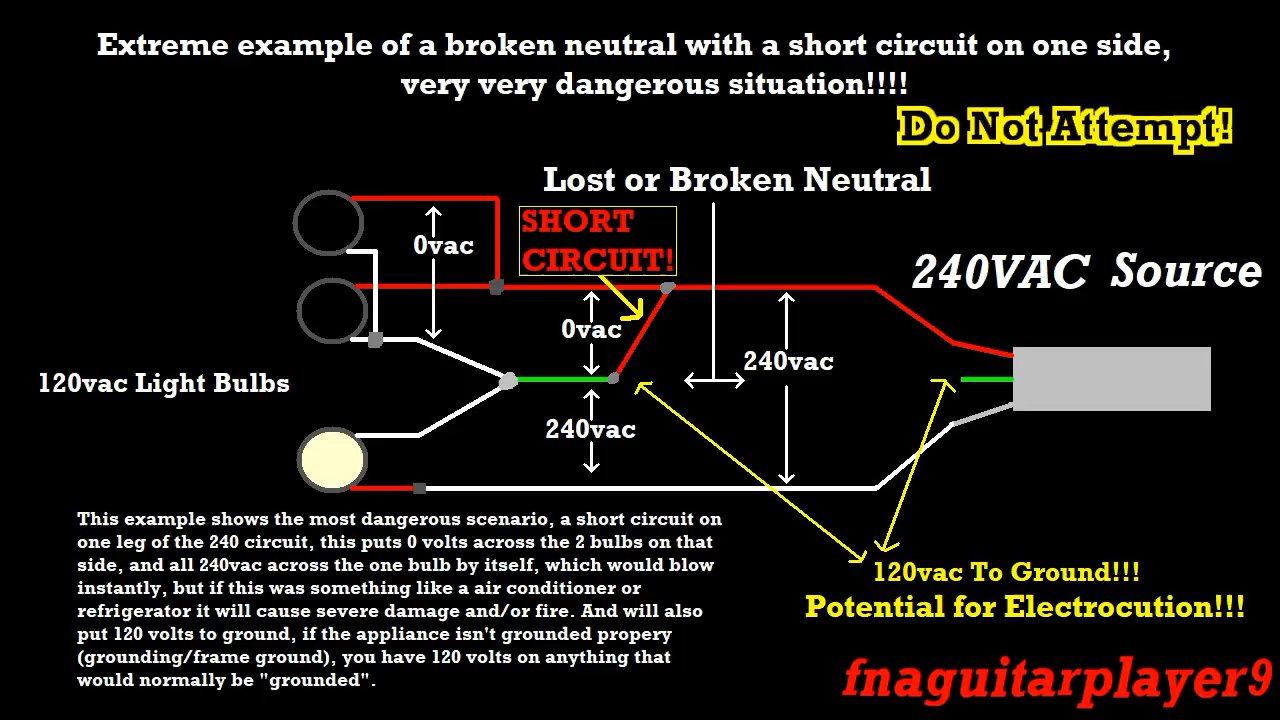 Extreme example of a broken neutral with a short circuit on one side,
very very dangerous situation!!!!
Do Not Attempt!
Lost or Broken Neutral
SHORT
CIRCUIT!
0vac
240VAC Source
0vac
240vac
120vac Light Bulbs
240vac
This example shows the most dangerous scenario, a short circuit on
one leg of the 240 circuit, this puts 0 volts across the 2 bulbs on that
side, and all 240vac across the one bulb by itself, which would blow
instantly, but if this was something like a air conditioner or
refrigerator it will cause severe damage and/or fire. And will also
put 120 volts to ground, if the appliance isn't grounded propery
(grounding/frame ground), you have 120 volts on anything that
would normally be "grounded".
120vac To Ground!!!
Potential for Electrocution!!!
fnaguitarplayer9